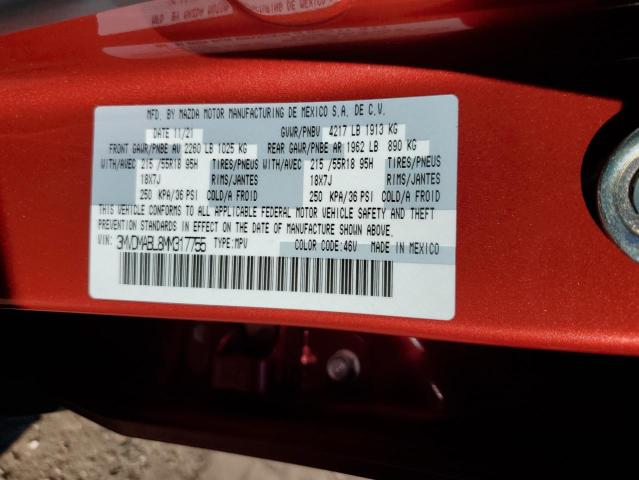 MFD. BY MAZDA MOTOR MANUFACTURING DE MEXICO S.A. DE C.V.
DATE 11/21 GVWR/PNBV 4217 LB 1913 KG
FRONT GAWR/PNBE AV 2260 LB 1025 KG REAR GAWR/PNBE AR 1962 LB 890 KG
WITH/AVEC 215 /55R18 95H TIRES/PNEUS WITH/AVEC 215 /55R18 95H TIRES/PNEUS
18X7J RIMS/JANTES 18X7J RIMS/JANTES
250 KPA/36 PSI COLD/A FROID 250 KPA/36 PSI COLD/A FROID
THIS VEHICLE CONFORMS TO ALL APPLICABLE FEDERAL MOTOR VEHICLE SAFETY AND THEFT
PREVENTION STANDARDS IN EFFECT ON THE DATE OF MANUFACTURE SHOWN ABOVE.
VIN: 3MVDMABL8MM317755 TYPE:MPV COLOR CODE:46V MADE IN MEXICO